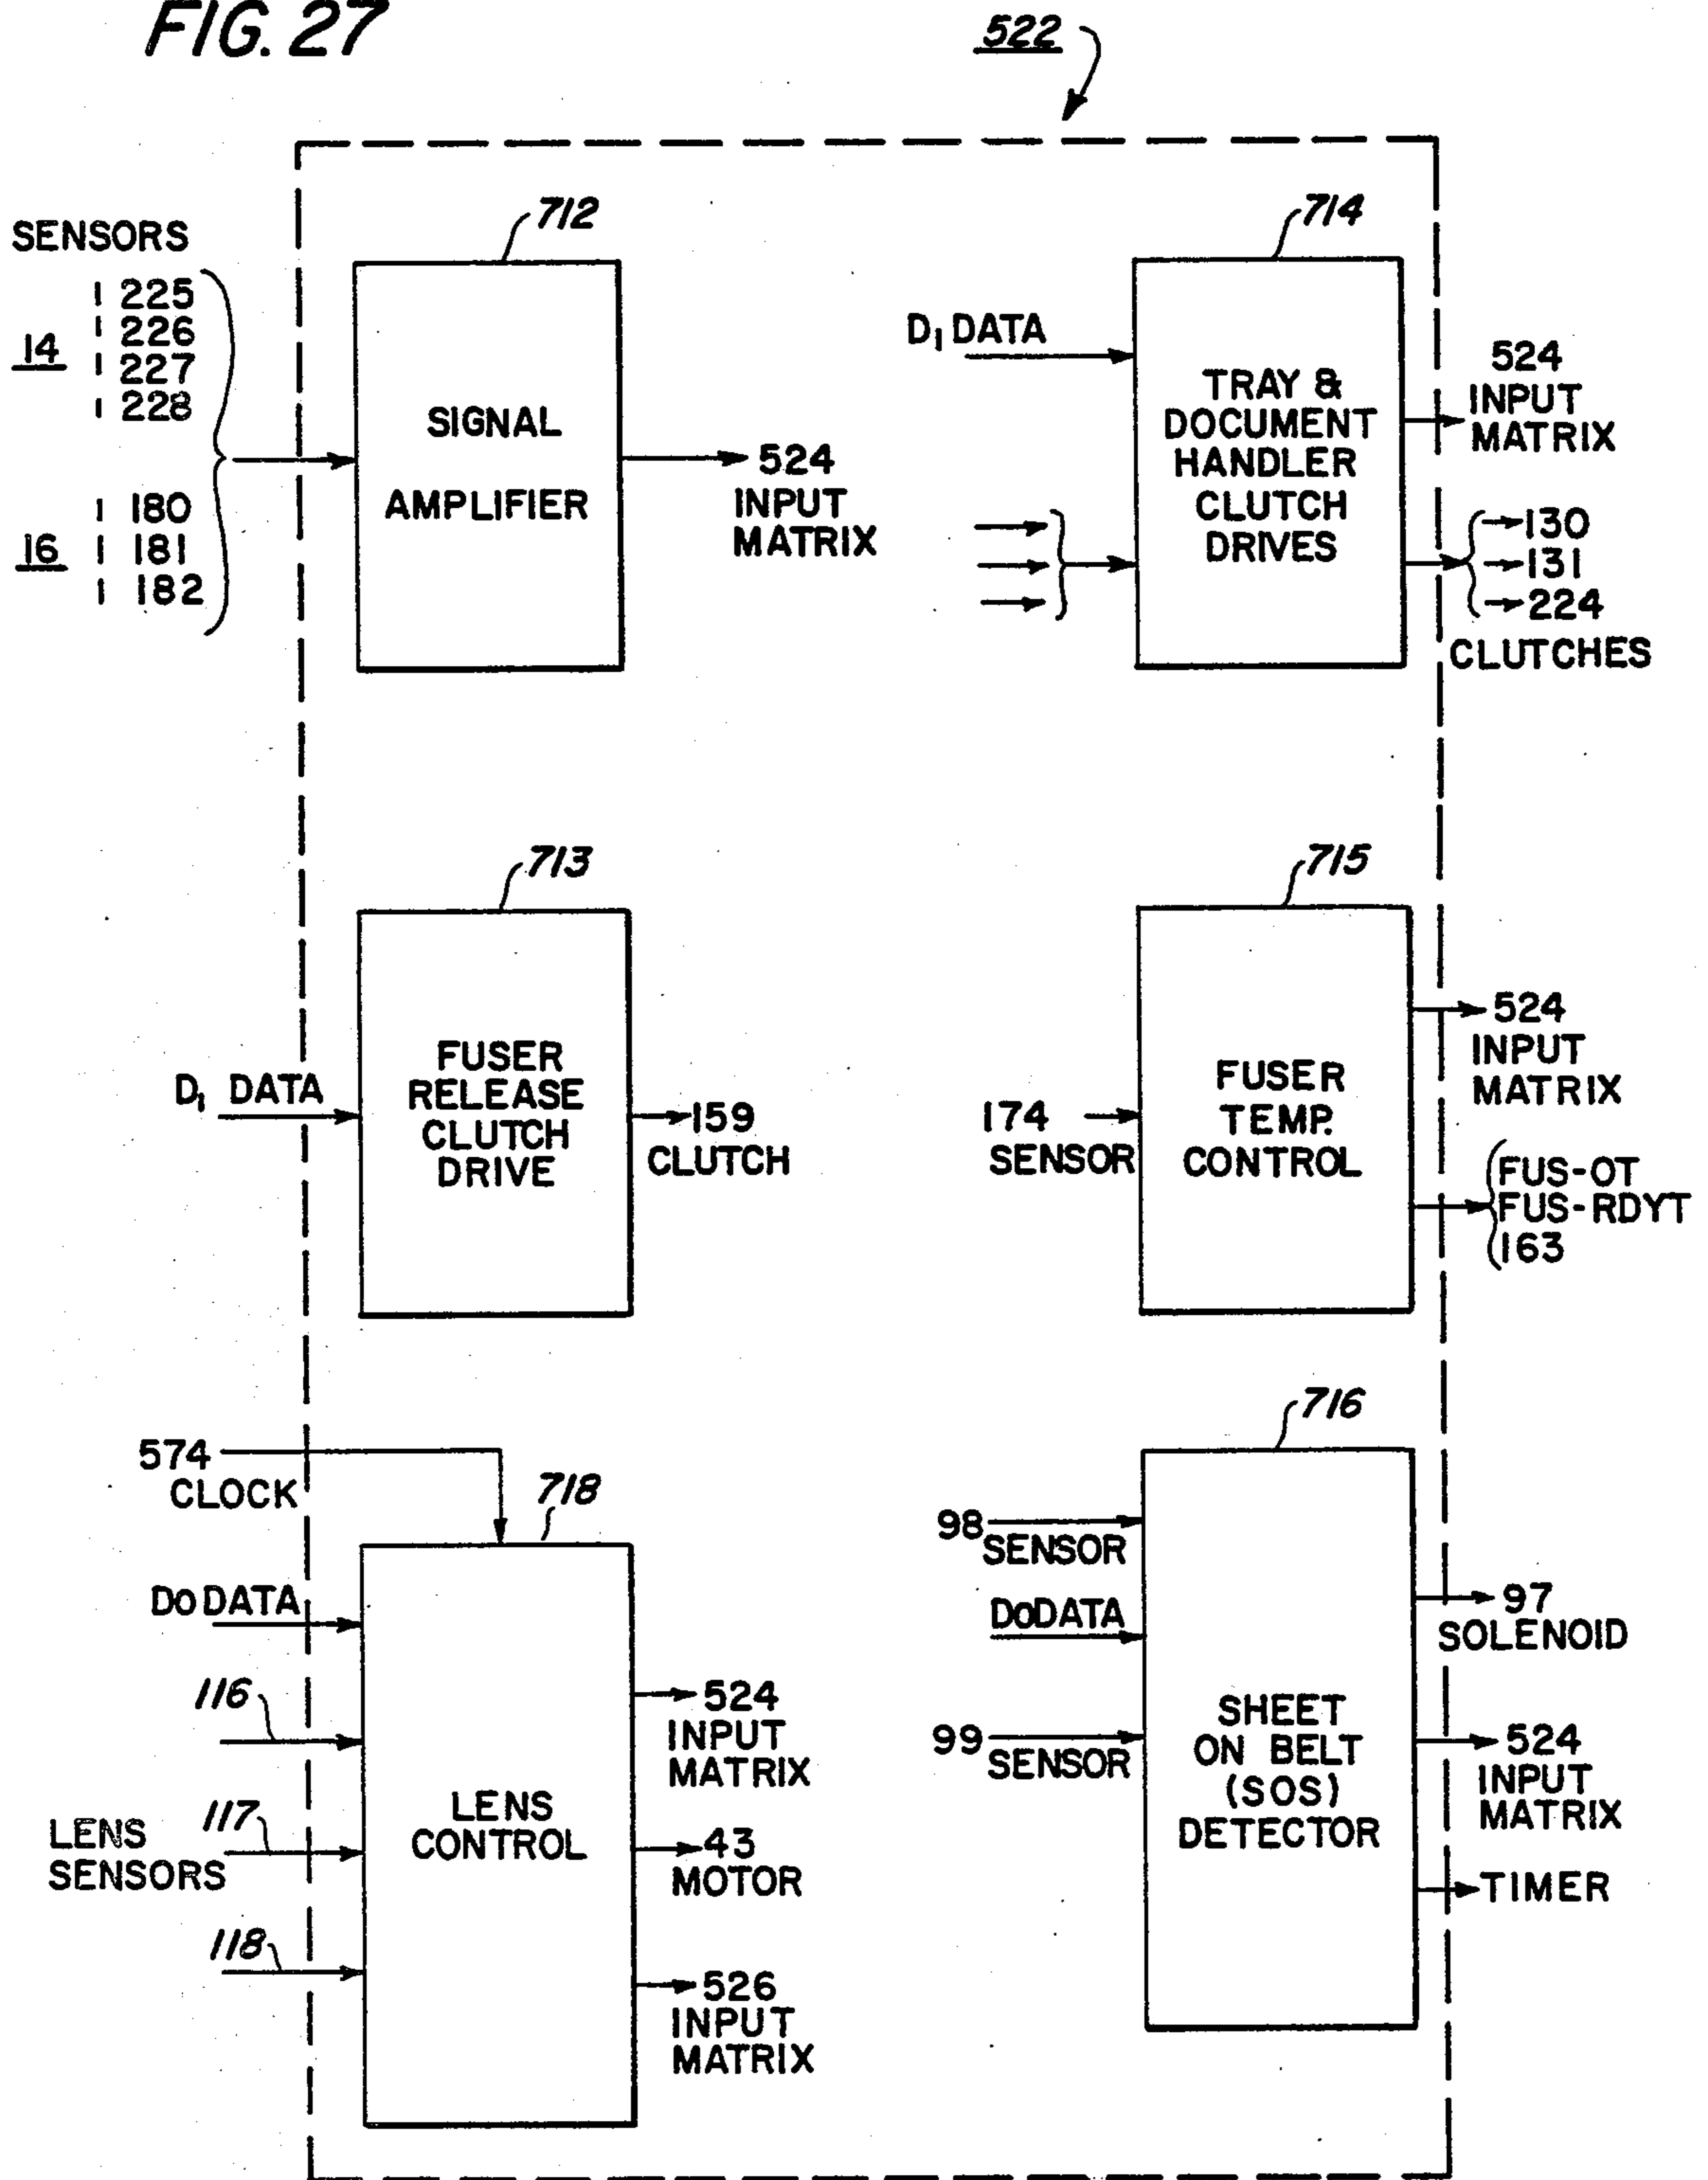 FIG. 27
522
SENSORS
14
225
226
227
228
16
180
181
182
712
SIGNAL
AMPLIFIER
524
INPUT
MATRIX
714
D₁ DATA
TRAY &
DOCUMENT
HANDLER
CLUTCH
DRIVES
524
INPUT
MATRIX
130
131
224
CLUTCHES
713
D₁ DATA
FUSER
RELEASE
CLUTCH
DRIVE
159
CLUTCH
715
174
SENSOR
FUSER
TEMP.
CONTROL
524
INPUT
MATRIX
FUS-OT
FUS-RDYT
163
574
CLOCK
718
DO DATA
116
LENS
SENSORS
117
118
LENS
CONTROL
524
INPUT
MATRIX
43
MOTOR
526
INPUT
MATRIX
716
98
SENSOR
DO DATA
99
SENSOR
SHEET
ON BELT
(SOS)
DETECTOR
97
SOLENOID
524
INPUT
MATRIX
TIMER